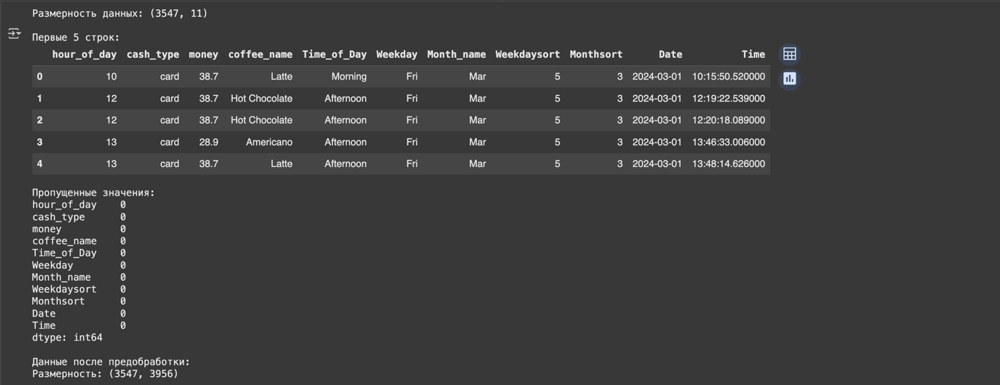 Размерность данных: (3547, 11)
Первые 5 строк:
hour_of_day cash_type money coffee_name Time_of_Day Weekday Month_name Weekdaysort Monthsort Date Time
0 10 card 38.7 Latte Morning Fri Mar 5 3 2024-03-01 10:15:50.520000
1 12 card 38.7 Hot Chocolate Afternoon Fri Mar 5 3 2024-03-01 12:19:22.539000
2 12 card 38.7 Hot Chocolate Afternoon Fri Mar 5 3 2024-03-01 12:20:18.089000
3 13 card 28.9 Americano Afternoon Fri Mar 5 3 2024-03-01 13:46:33.006000
4 13 card 38.7 Latte Afternoon Fri Mar 5 3 2024-03-01 13:48:14.626000
Пропущенные значения:
hour_of_day 0
cash_type 0
money 0
coffee_name 0
Time_of_Day 0
Weekday 0
Month_name 0
Weekdaysort 0
Monthsort 0
Date 0
Time 0
dtype: int64
Данные после предобработки:
Размерность: (3547, 3956)